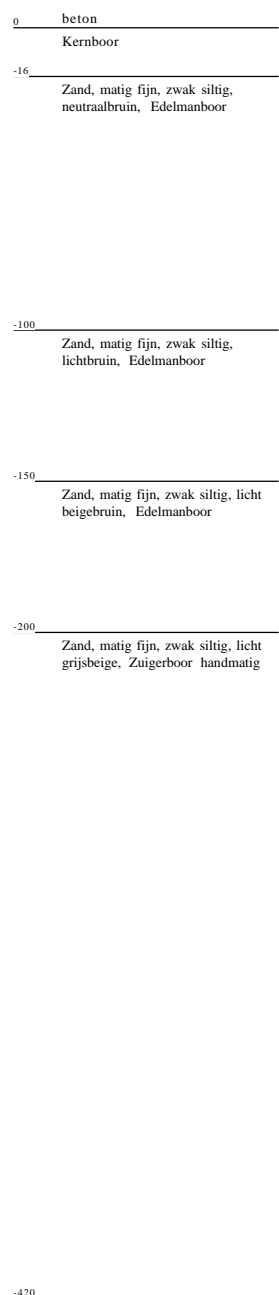 0 beton
Kernboor
-16
Zand, matig fijn, zwak siltig,
neutraalbruin, Edelmanboor
-100
Zand, matig fijn, zwak siltig,
lichtbruin, Edelmanboor
-150
Zand, matig fijn, zwak siltig, licht
beigebruin, Edelmanboor
-200
Zand, matig fijn, zwak siltig, licht
grijsbeige, Zuigerboor handmatig
-420